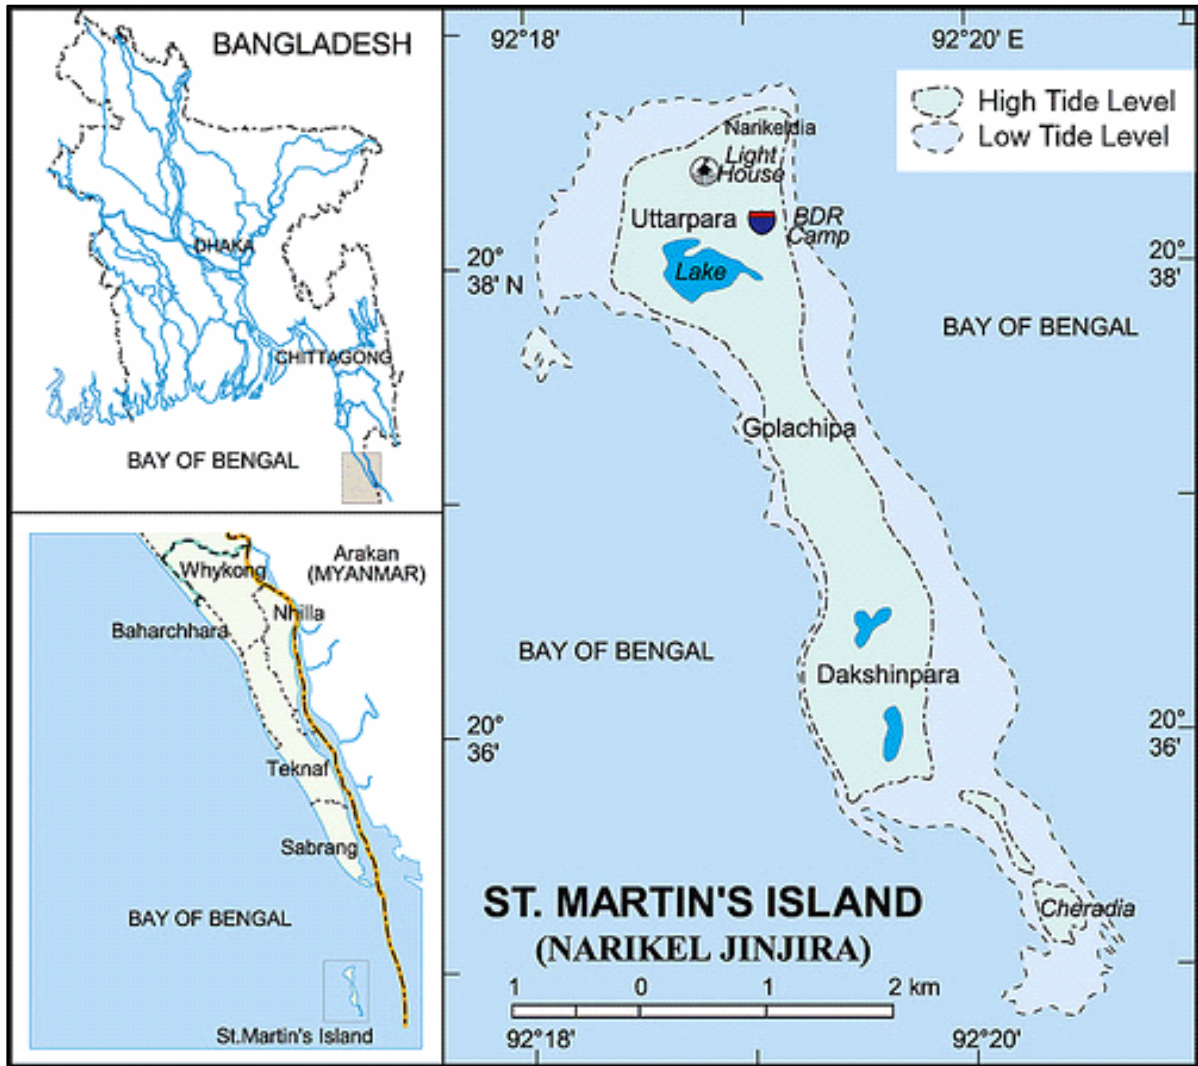 BANGLADESH
DHAKA
CHITTAGONG
BAY OF BENGAL
Arakan
(MYANMAR)
Whykong
Nhilla
Baharchhara
Teknaf
Sabrang
BAY OF BENGAL
St.Martin's Island
92°18'
92°20' E
High Tide Level
Low Tide Level
Narikeldia
Light
House
Uttarpara
BDR
Camp
Lake
20°
38' N
20°
38'
BAY OF BENGAL
Golachipa
BAY OF BENGAL
Dakshinpara
20°
36'
20°
36'
Cheradia
ST. MARTIN'S ISLAND
(NARIKEL JINJIRA)
1 0 1 2 km
92°18'
92°20'